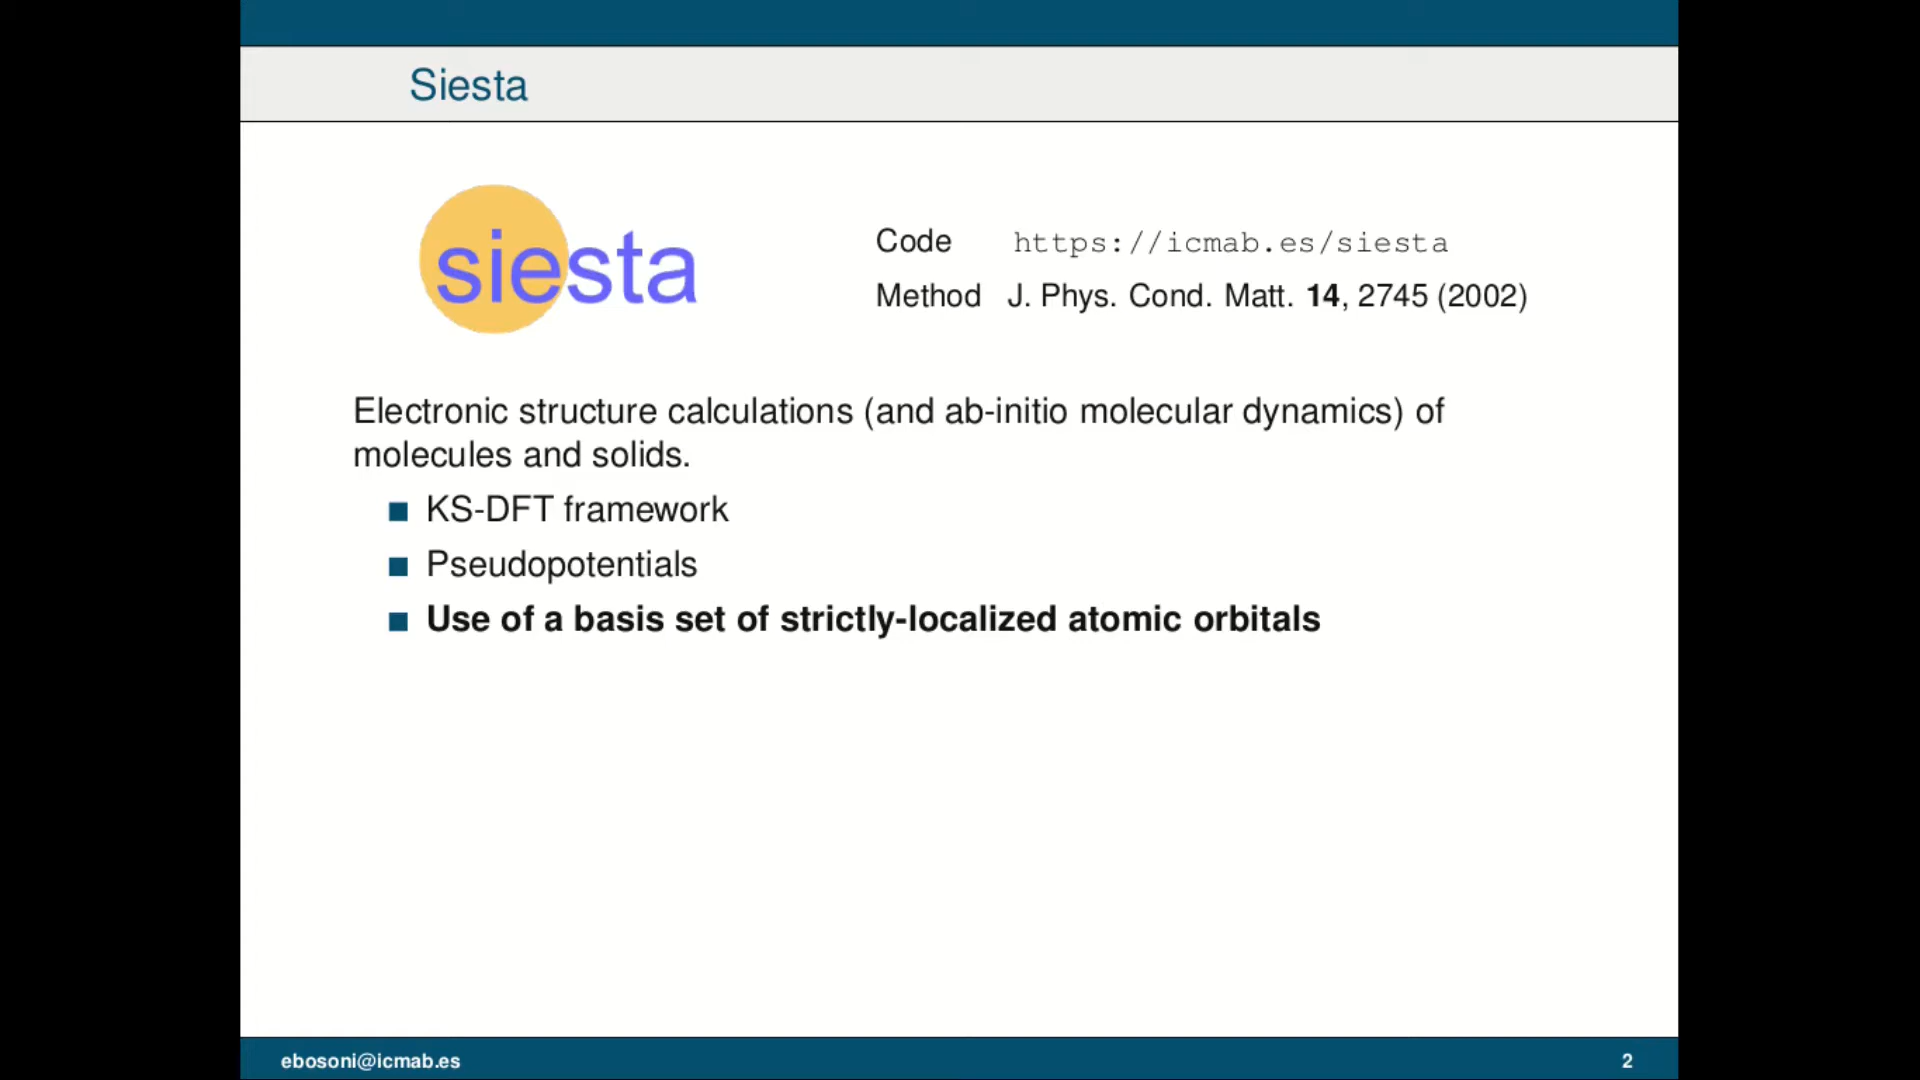 Siesta
siesta
Code https://icmab.es/siesta
Method J. Phys. Cond. Matt. 14, 2745 (2002)
Electronic structure calculations (and ab-initio molecular dynamics) of
molecules and solids.
KS-DFT framework
Pseudopotentials
Use of a basis set of strictly-localized atomic orbitals
ebosoni@icmab.es
2